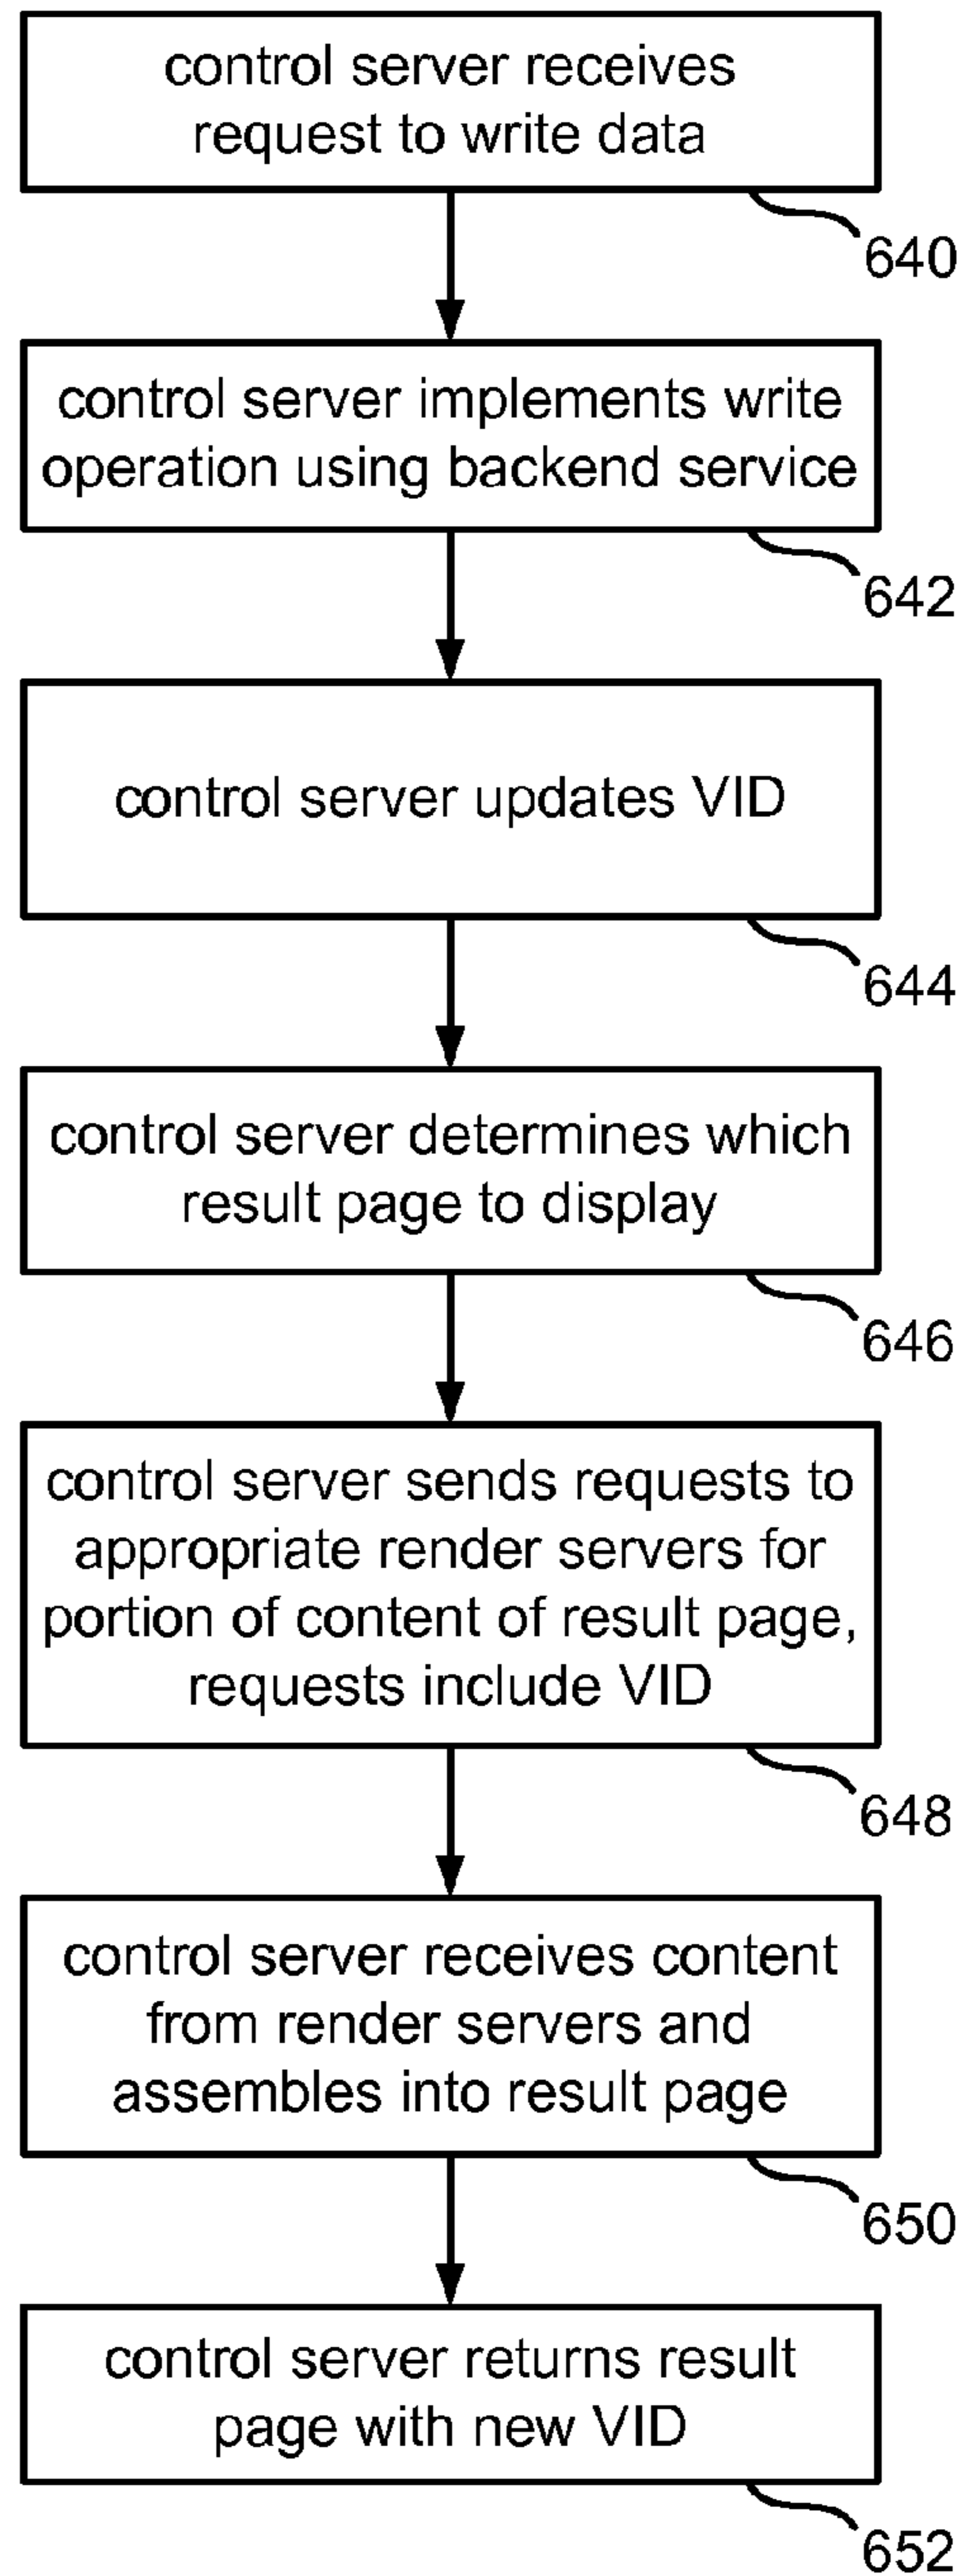 control server receives
request to write data
640
control server implements write
operation using backend service
642
control server updates VID
644
control server determines which
result page to display
646
control server sends requests to
appropriate render servers for
portion of content of result page,
requests include VID
648
control server receives content
from render servers and
assembles into result page
650
control server returns result
page with new VID
652